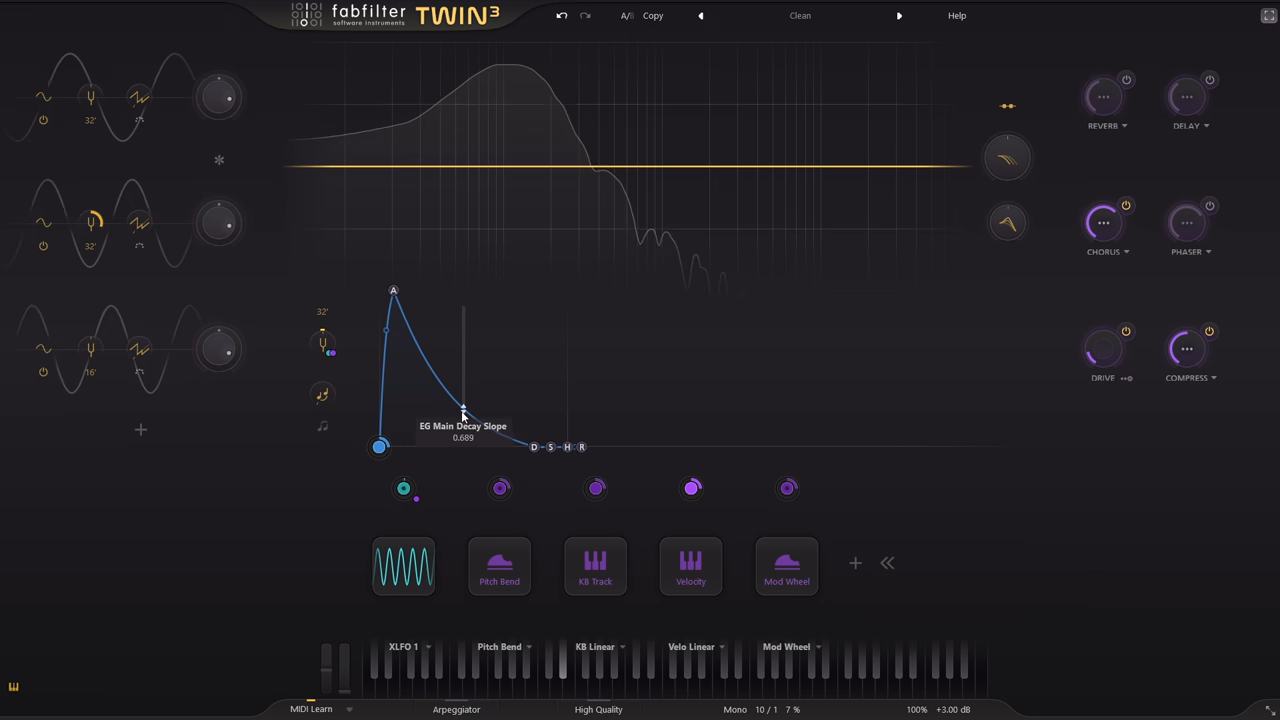 fabfilter
software instruments
TWIN 3
A/B Copy Clean Help
32'
32'
16'
REVERB DELAY
CHORUS PHASER
DRIVE COMPRESS
32'
A
EG Main Decay Slope
0.689
D S H R
Pitch Bend KB Track Velocity Mod Wheel
XLFO 1 Pitch Bend KB Linear Velo Linear Mod Wheel
MIDI Learn Arpeggiator High Quality Mono 10 / 1 7 % 100% +3.00 dB